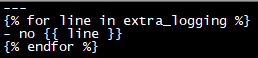 ---
{% for line in extra_logging %}
- no {{ line }}
{% endfor %}